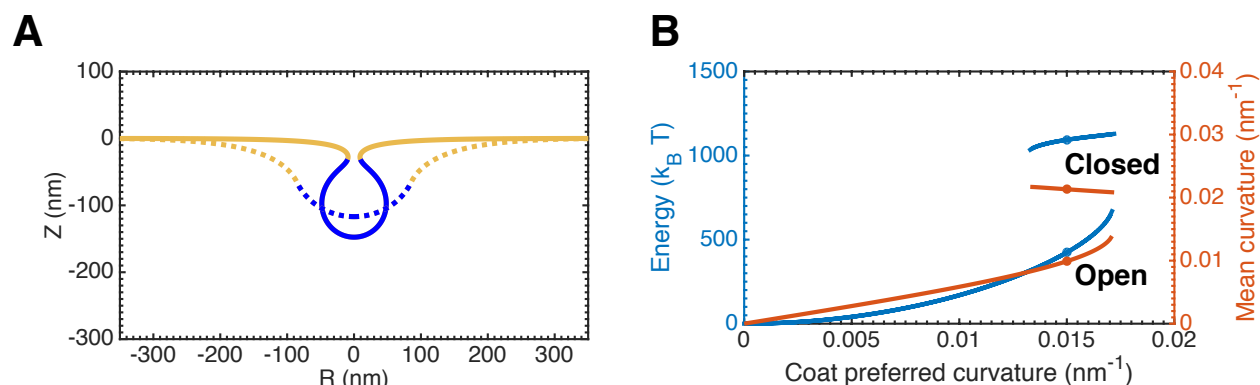 A
B
100
0
-100
-200
-300
Z (nm)
-300 -200 -100 0 100 200 300
R (nm)
1500
1000
500
0
Energy (k_B T)
Closed
Open
0.04
0.03
0.02
0.01
0
Mean curvature (nm⁻¹)
0 0.005 0.01 0.015 0.02
Coat preferred curvature (nm⁻¹)